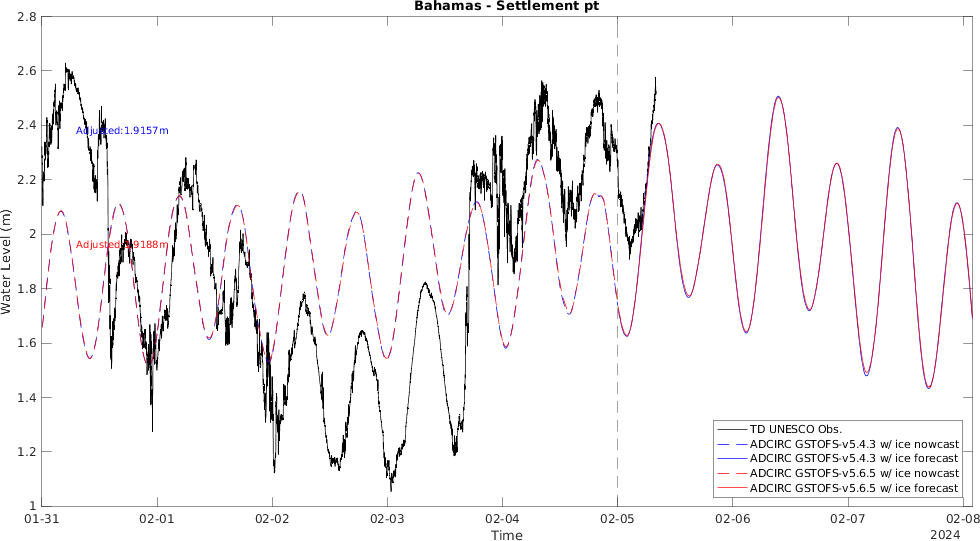 Bahamas - Settlement pt
2.8
2.6
2.4
2.2
2
1.8
1.6
1.4
1.2
1
Water Level (m)
Adjusted:1.9157m
Adjusted:1.9188m
TD UNESCO Obs.
ADCIRC GSTOFS-v5.4.3 w/ ice nowcast
ADCIRC GSTOFS-v5.4.3 w/ ice forecast
ADCIRC GSTOFS-v5.6.5 w/ ice nowcast
ADCIRC GSTOFS-v5.6.5 w/ ice forecast
01-31 02-01 02-02 02-03 02-04 02-05 02-06 02-07 02-08
Time 2024